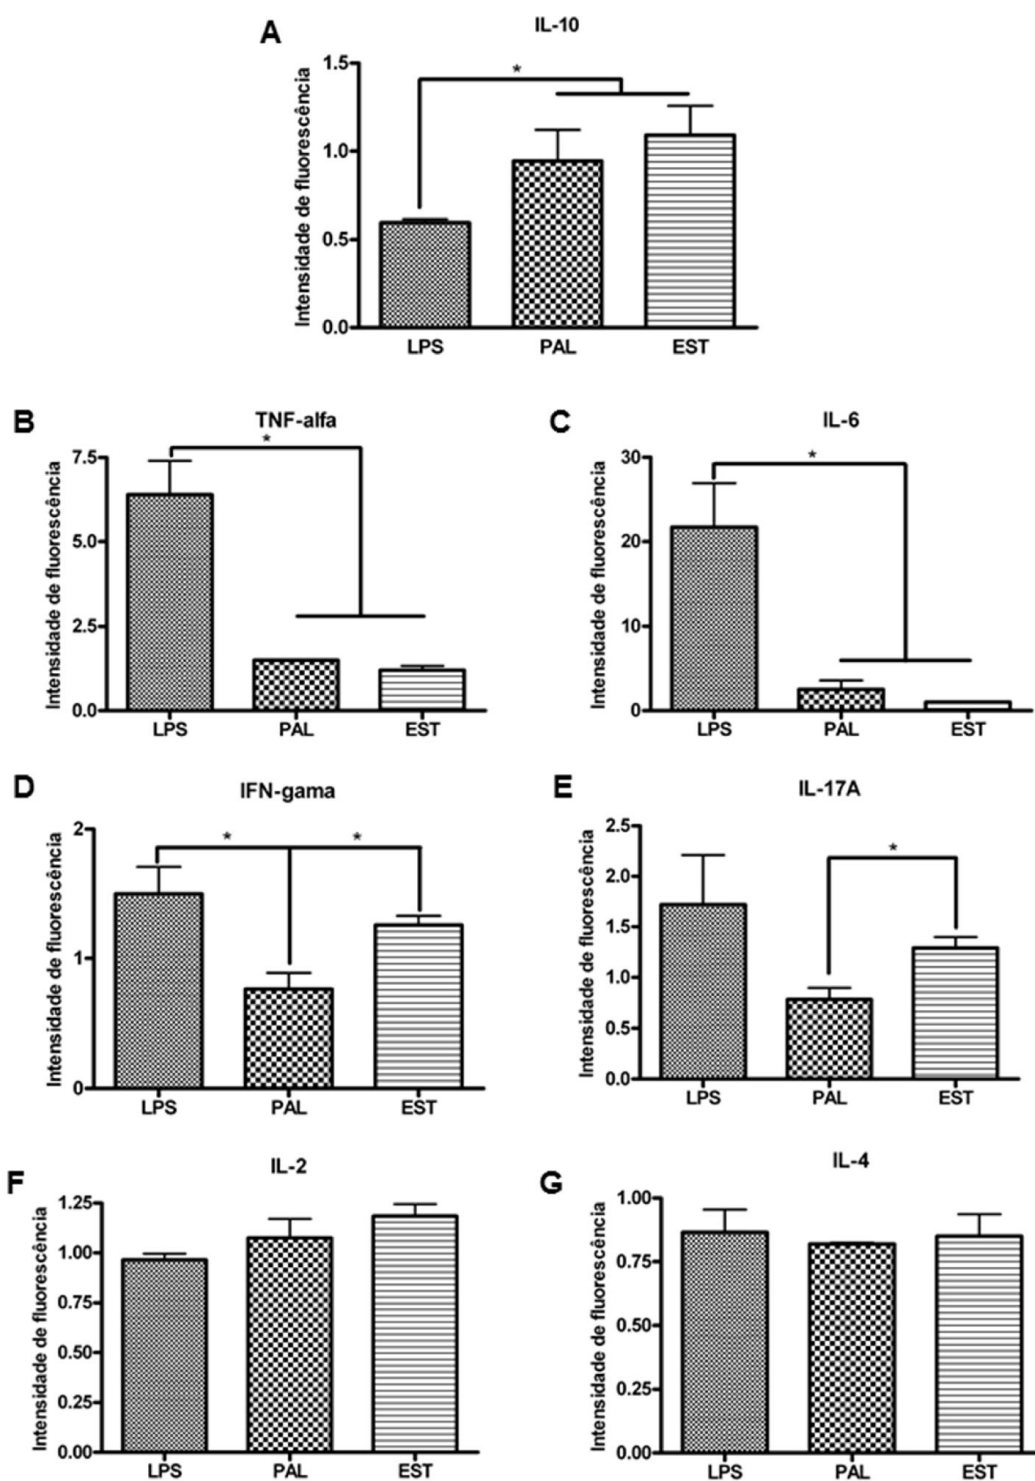 A
IL-10
Intensidade de fluorescência
1.5
1.0
0.5
0.0
*
LPS PAL EST
B
TNF-alfa
Intensidade de fluorescência
7.5
5.0
2.5
0.0
*
LPS PAL EST
C
IL-6
Intensidade de fluorescência
30
20
10
0
*
LPS PAL EST
D
IFN-gama
Intensidade de fluorescência
2
1
0
* *
LPS PAL EST
E
IL-17A
Intensidade de fluorescência
2.5
2.0
1.5
1.0
0.5
0.0
*
LPS PAL EST
F
IL-2
Intensidade de fluorescência
1.25
1.00
0.75
0.50
0.25
0.00
LPS PAL EST
G
IL-4
Intensidade de fluorescência
1.00
0.75
0.50
0.25
0.00
LPS PAL EST